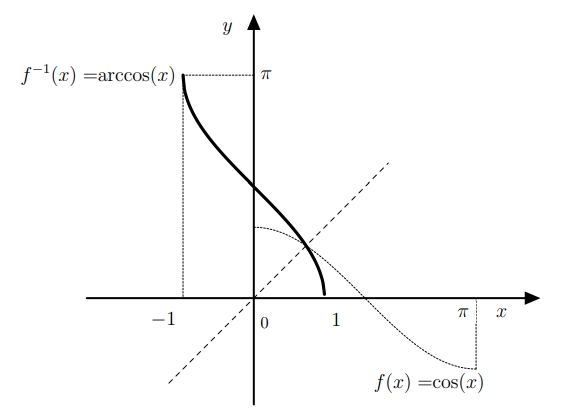 y
f⁻¹(x) =arccos(x)
π
−1
0
1
π
x
f(x) =cos(x)